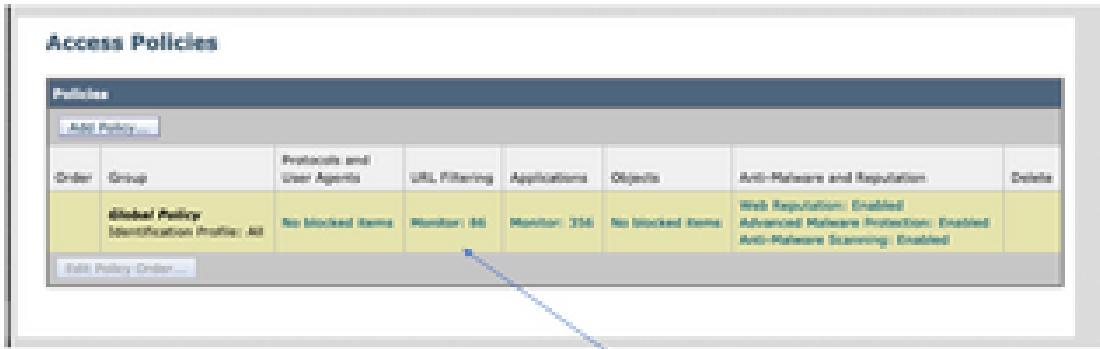 Access Policies
Policies
Add Policy...
Order Group Protocols and User Agents URL Filtering Applications Objects Anti-Malware and Reputation Delete
Global Policy
Identification Profile: All
No blocked items
Monitor: 86
Monitor: 356
No blocked items
Web Reputation: Enabled
Advanced Malware Protection: Enabled
Anti-Malware Scanning: Enabled
Edit Policy Order...